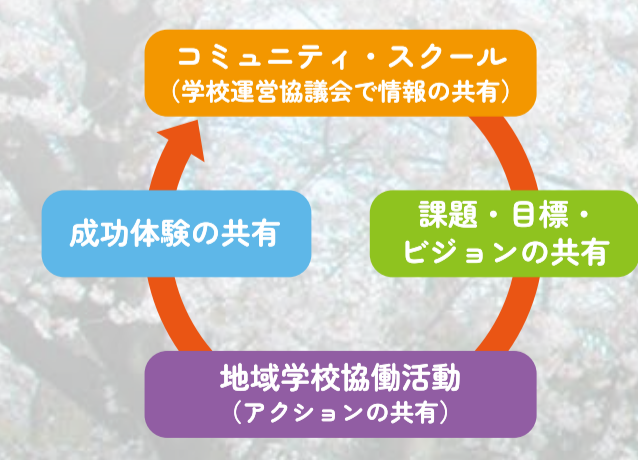 コミュニティ・スクール
（学校運営協議会で情報の共有）
課題・目標・
ビジョンの共有
成功体験の共有
地域学校協働活動
（アクションの共有）